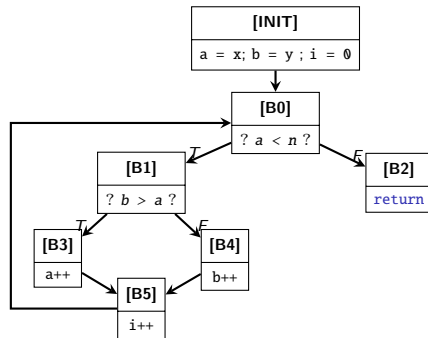 [INIT]
a = x; b = y ; i = 0
[B0]
? a < n ?
T
F
[B1]
? b > a ?
[B2]
return
T
F
[B3]
a++
[B4]
b++
[B5]
i++